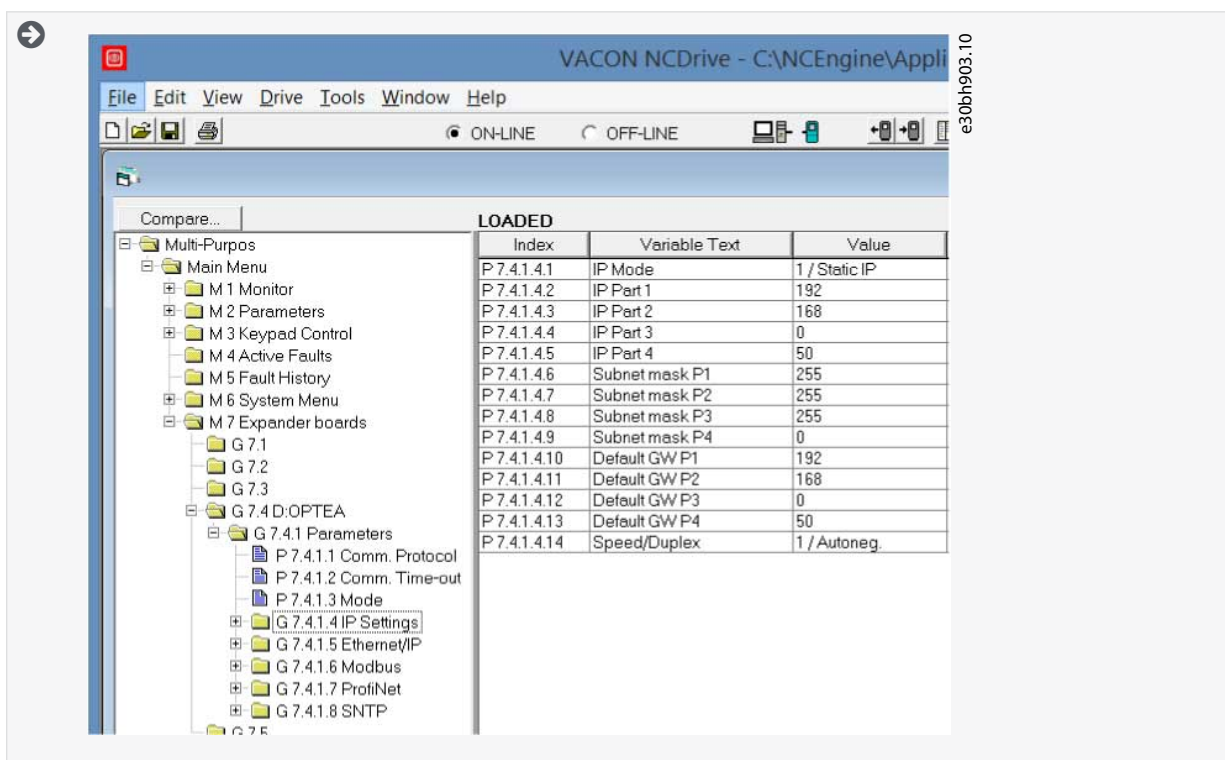 VACON NCDrive - C:\NCEngine\Appli
e30bh903.10
File Edit View Drive Tools Window Help
ON-LINE OFF-LINE
Compare...
LOADED
Index Variable Text Value
P 7.4.1.4.1 IP Mode 1 / Static IP
P 7.4.1.4.2 IP Part 1 192
P 7.4.1.4.3 IP Part 2 168
P 7.4.1.4.4 IP Part 3 0
P 7.4.1.4.5 IP Part 4 50
P 7.4.1.4.6 Subnet mask P1 255
P 7.4.1.4.7 Subnet mask P2 255
P 7.4.1.4.8 Subnet mask P3 255
P 7.4.1.4.9 Subnet mask P4 0
P 7.4.1.4.10 Default GW P1 192
P 7.4.1.4.11 Default GW P2 168
P 7.4.1.4.12 Default GW P3 0
P 7.4.1.4.13 Default GW P4 50
P 7.4.1.4.14 Speed/Duplex 1 / Autoneg.
Multi-Purpos
Main Menu
M 1 Monitor
M 2 Parameters
M 3 Keypad Control
M 4 Active Faults
M 5 Fault History
M 6 System Menu
M 7 Expander boards
G 7.1
G 7.2
G 7.3
G 7.4 D:OPTEA
G 7.4.1 Parameters
P 7.4.1.1 Comm. Protocol
P 7.4.1.2 Comm. Time-out
P 7.4.1.3 Mode
G 7.4.1.4 IP Settings
G 7.4.1.5 Ethernet/IP
G 7.4.1.6 Modbus
G 7.4.1.7 ProfiNet
G 7.4.1.8 SNTP
G 7.5